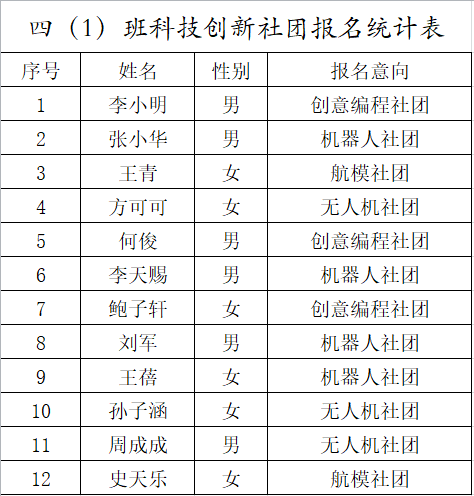 四（1）班科技创新社团报名统计表
序号 姓名 性别 报名意向
1 李小明 男 创意编程社团
2 张小华 男 机器人社团
3 王青 女 航模社团
4 方可可 女 无人机社团
5 何俊 男 创意编程社团
6 李天赐 男 机器人社团
7 鲍子轩 女 创意编程社团
8 刘军 男 机器人社团
9 王蓓 女 机器人社团
10 孙子涵 女 无人机社团
11 周成成 男 无人机社团
12 史天乐 女 航模社团